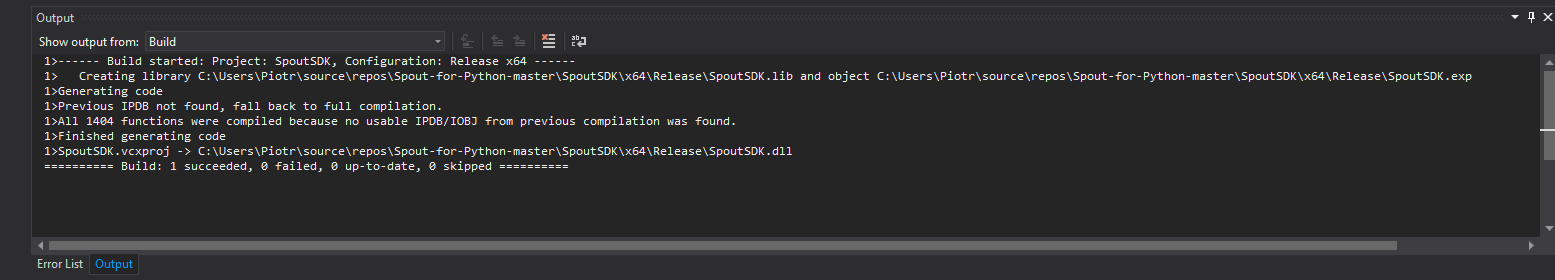 Output
Show output from: Build
1>------ Build started: Project: SpoutSDK, Configuration: Release x64 ------
1>   Creating library C:\Users\Piotr\source\repos\Spout-for-Python-master\SpoutSDK\x64\Release\SpoutSDK.lib and object C:\Users\Piotr\source\repos\Spout-for-Python-master\SpoutSDK\x64\Release\SpoutSDK.exp
1>Generating code
1>Previous IPDB not found, fall back to full compilation.
1>All 1404 functions were compiled because no usable IPDB/IOBJ from previous compilation was found.
1>Finished generating code
1>SpoutSDK.vcxproj -> C:\Users\Piotr\source\repos\Spout-for-Python-master\SpoutSDK\x64\Release\SpoutSDK.dll
========== Build: 1 succeeded, 0 failed, 0 up-to-date, 0 skipped ==========
Error List Output